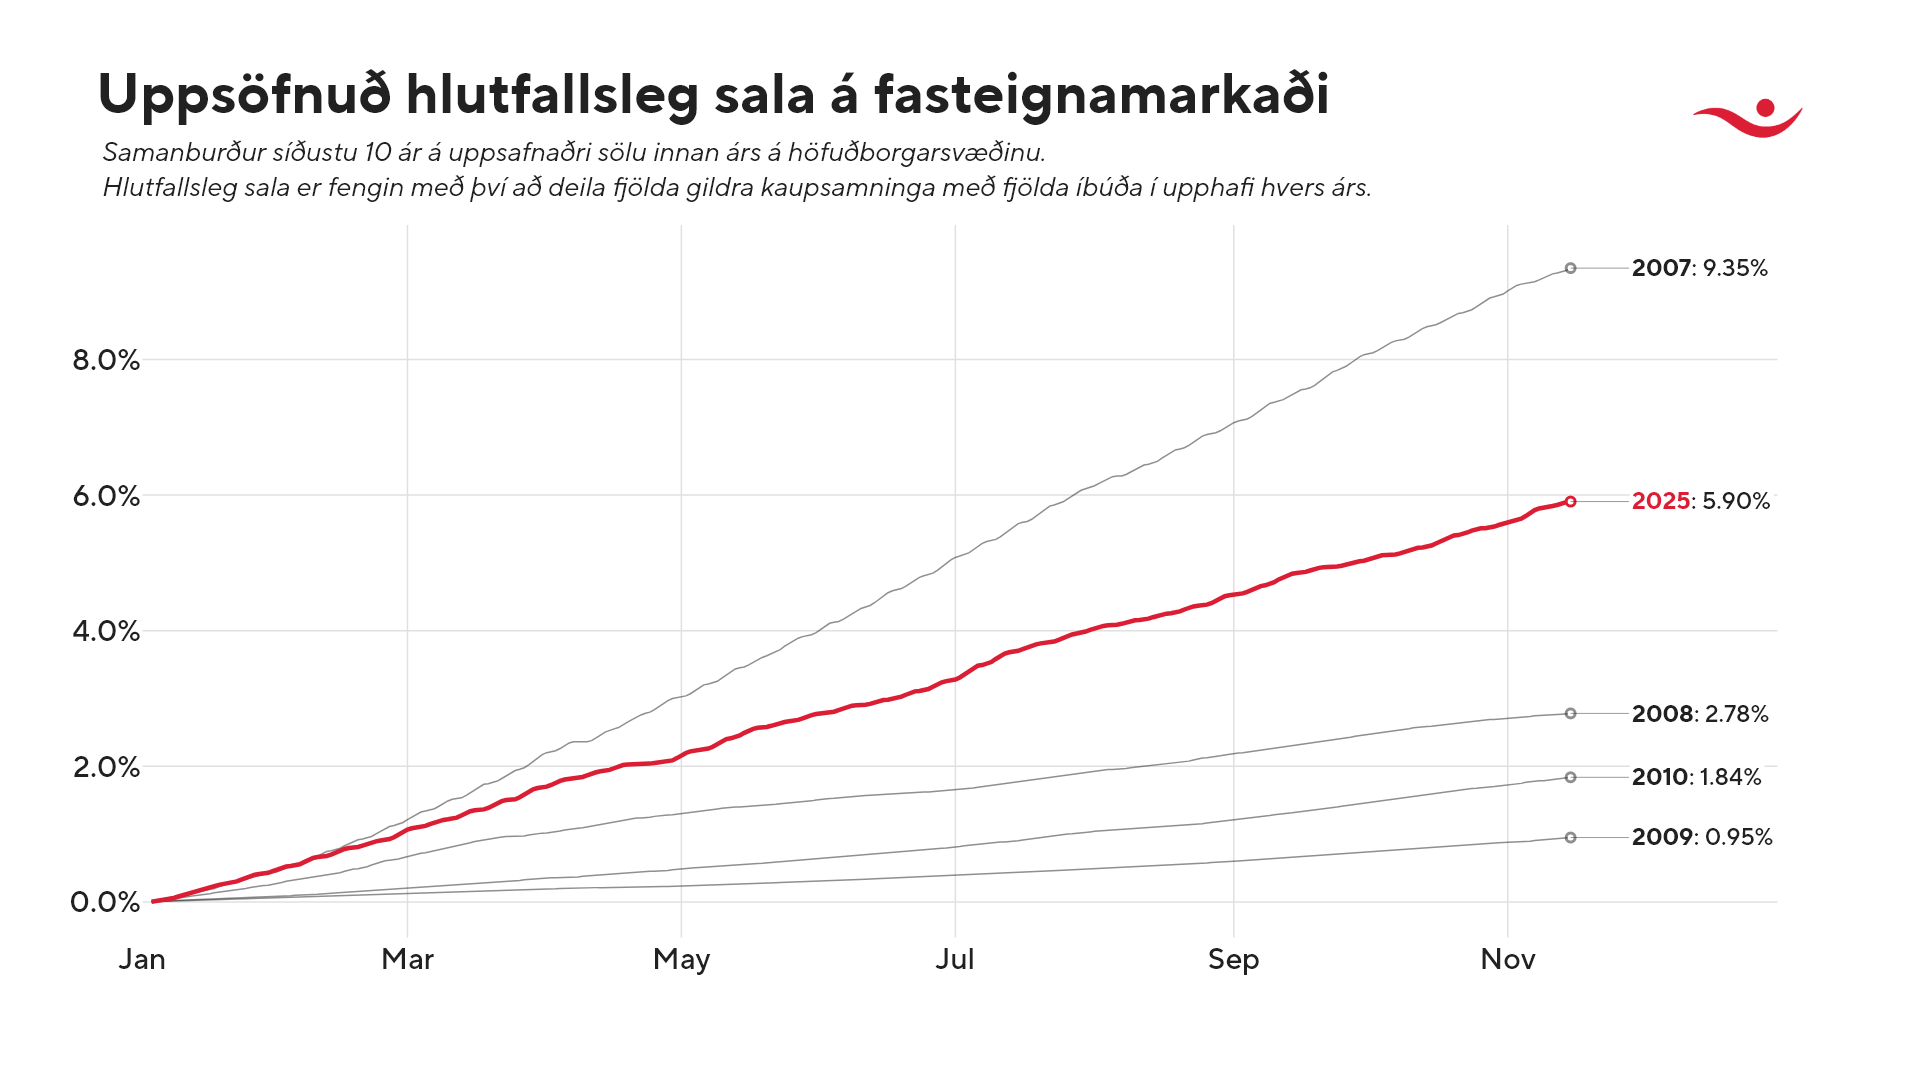 Uppsöfnuð hlutfallsleg sala á fasteignamarkaði
Samanburður síðustu 10 ár á uppsafnaðri sölu innan árs á höfuðborgarsvæðinu.
Hlutfallsleg sala er fengin með því að deila fjölda gildra kaupsamninga með fjölda íbúða í upphafi hvers árs.
2007: 9.35%
8.0%
6.0%
2025: 5.90%
4.0%
2008: 2.78%
2.0%
2010: 1.84%
2009: 0.95%
0.0%
Jan Mar May Jul Sep Nov